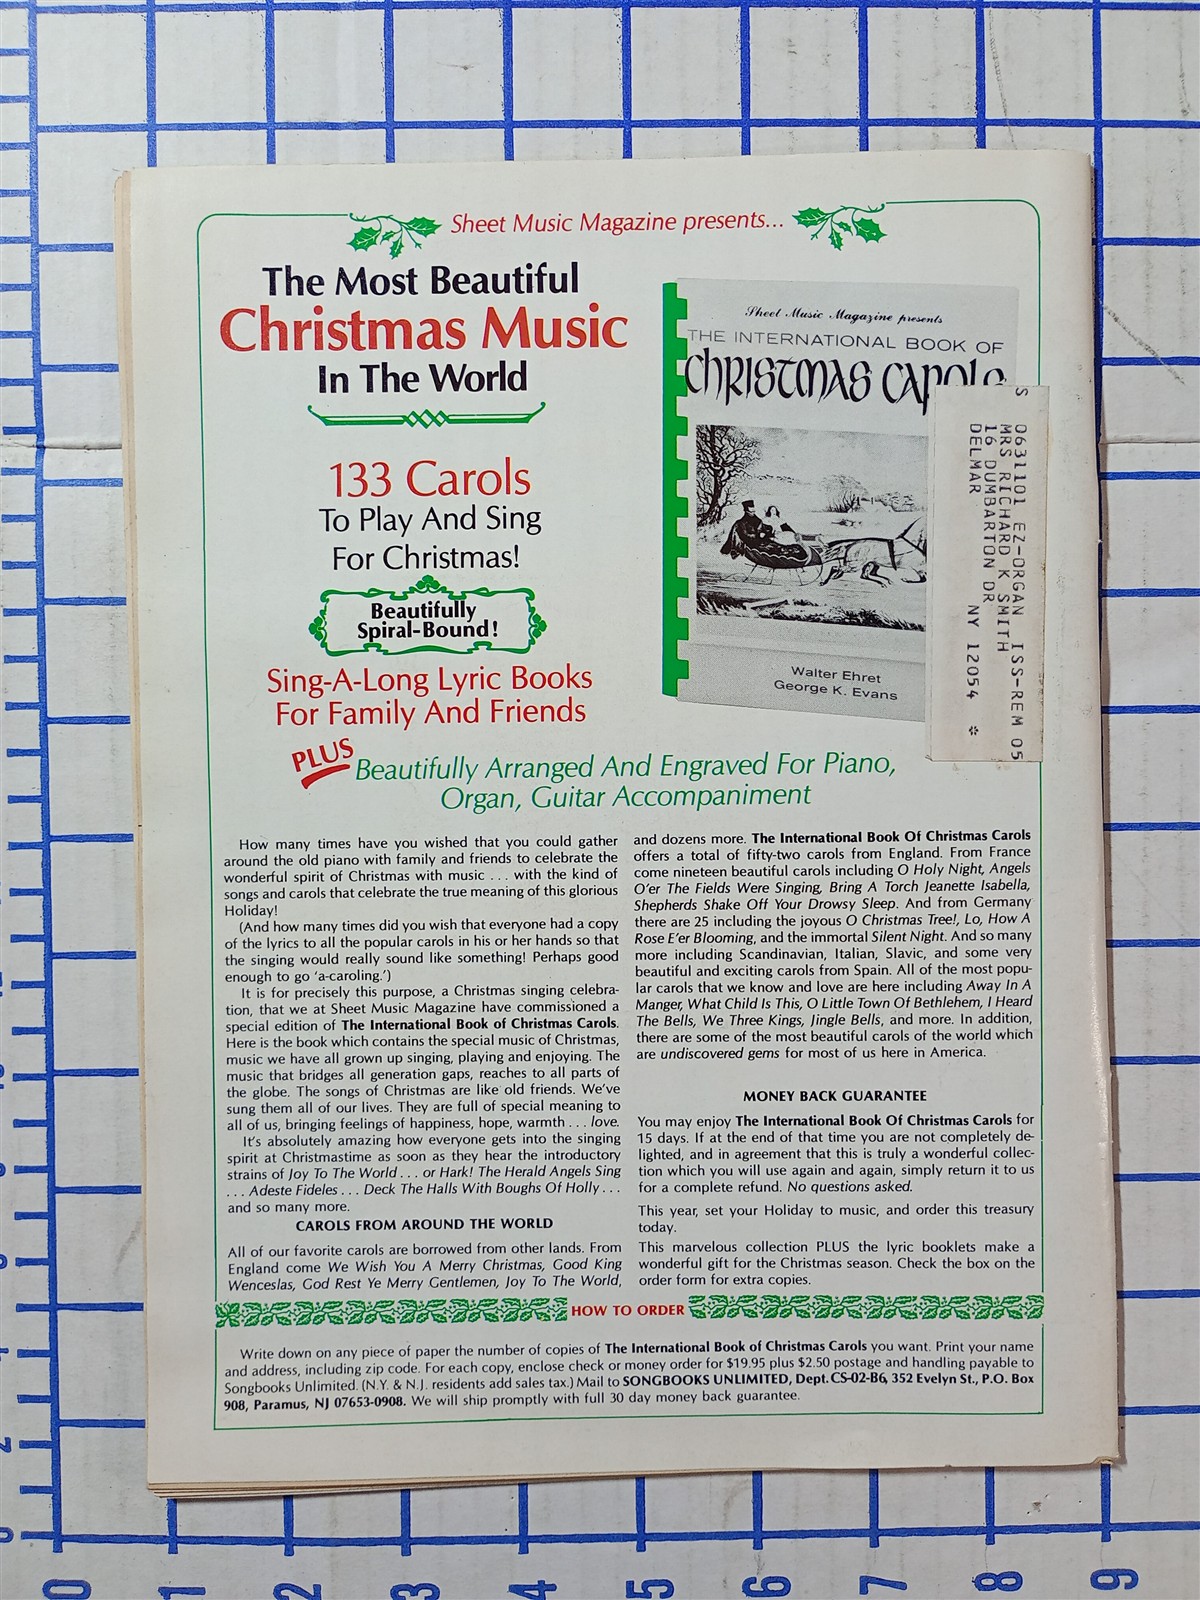 Sheet Music Magazine presents...
The Most Beautiful
Christmas Music
In The World
133 Carols
To Play And Sing
For Christmas!
Beautifully
Spiral-Bound!
Sing-A-Long Lyric Books
For Family And Friends
PLUS
Beautifully Arranged And Engraved For Piano,
Organ, Guitar Accompaniment
Sheet Music Magazine presents
THE INTERNATIONAL BOOK OF
CHRISTMAS CAROLS
Walter Ehret
George K. Evans
S 0631101 EZ-ORGAN ISS-REM 05
MRS RICHARD K SMITH
16 DUMBARTON DR
DELMAR NY 12054 *
How many times have you wished that you could gather
around the old piano with family and friends to celebrate the
wonderful spirit of Christmas with music . . . with the kind of
songs and carols that celebrate the true meaning of this glorious
Holiday!
(And how many times did you wish that everyone had a copy
of the lyrics to all the popular carols in his or her hands so that
the singing would really sound like something! Perhaps good
enough to go 'a-caroling.')
It is for precisely this purpose, a Christmas singing celebra-
tion, that we at Sheet Music Magazine have commissioned a
special edition of The International Book of Christmas Carols.
Here is the book which contains the special music of Christmas,
music we have all grown up singing, playing and enjoying. The
music that bridges all generation gaps, reaches to all parts of
the globe. The songs of Christmas are like old friends. We've
sung them all of our lives. They are full of special meaning to
all of us, bringing feelings of happiness, hope, warmth . . . love.
It's absolutely amazing how everyone gets into the singing
spirit at Christmastime as soon as they hear the introductory
strains of Joy To The World . . . or Hark! The Herald Angels Sing
. . . Adeste Fideles . . . Deck The Halls With Boughs Of Holly . . .
and so many more.
CAROLS FROM AROUND THE WORLD
All of our favorite carols are borrowed from other lands. From
England come We Wish You A Merry Christmas, Good King
Wenceslas, God Rest Ye Merry Gentlemen, Joy To The World,
and dozens more. The International Book Of Christmas Carols
offers a total of fifty-two carols from England. From France
come nineteen beautiful carols including O Holy Night, Angels
O'er The Fields Were Singing, Bring A Torch Jeanette Isabella,
Shepherds Shake Off Your Drowsy Sleep. And from Germany
there are 25 including the joyous O Christmas Tree!, Lo, How A
Rose E'er Blooming, and the immortal Silent Night. And so many
more including Scandinavian, Italian, Slavic, and some very
beautiful and exciting carols from Spain. All of the most popu-
lar carols that we know and love are here including Away In A
Manger, What Child Is This, O Little Town Of Bethlehem, I Heard
The Bells, We Three Kings, Jingle Bells, and more. In addition,
there are some of the most beautiful carols of the world which
are undiscovered gems for most of us here in America.
MONEY BACK GUARANTEE
You may enjoy The International Book Of Christmas Carols for
15 days. If at the end of that time you are not completely de-
lighted, and in agreement that this is truly a wonderful collec-
tion which you will use again and again, simply return it to us
for a complete refund. No questions asked.
This year, set your Holiday to music, and order this treasury
today.
This marvelous collection PLUS the lyric booklets make a
wonderful gift for the Christmas season. Check the box on the
order form for extra copies.
HOW TO ORDER
Write down on any piece of paper the number of copies of The International Book of Christmas Carols you want. Print your name
and address, including zip code. For each copy, enclose check or money order for $19.95 plus $2.50 postage and handling payable to
Songbooks Unlimited. (N.Y. & N.J. residents add sales tax.) Mail to SONGBOOKS UNLIMITED, Dept. CS-02-B6, 352 Evelyn St., P.O. Box
908, Paramus, NJ 07653-0908. We will ship promptly with full 30 day money back guarantee.
0 1 2 3 4 5 6 7 8 9